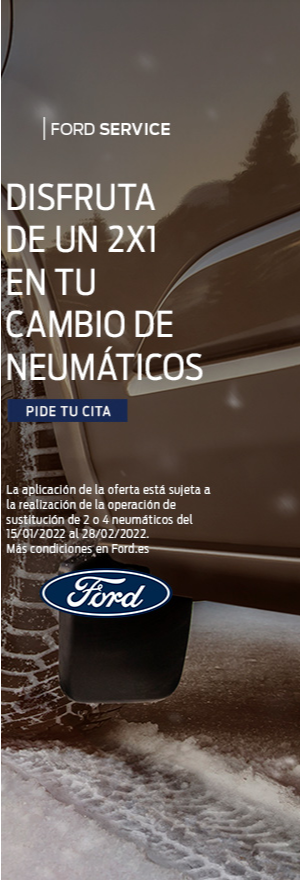 FORD SERVICE
DISFRUTA
DE UN 2X1
EN TU
CAMBIO DE
NEUMÁTICOS
PIDE TU CITA
La aplicación de la oferta está sujeta a
la realización de la operación de
sustitución de 2 o 4 neumáticos del
15/01/2022 al 28/02/2022.
Más condiciones en Ford.es
Ford